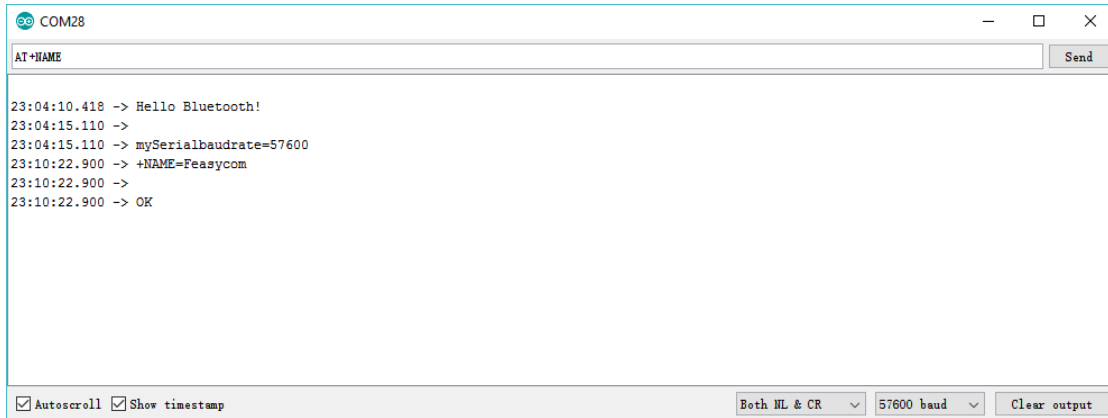 COM28
AT+NAME
Send
23:04:10.418 -> Hello Bluetooth!
23:04:15.110 ->
23:04:15.110 -> mySerialbaudrate=57600
23:10:22.900 -> +NAME=Feasycom
23:10:22.900 ->
23:10:22.900 -> OK
Autoscroll Show timestamp Both NL & CR 57600 baud Clear output